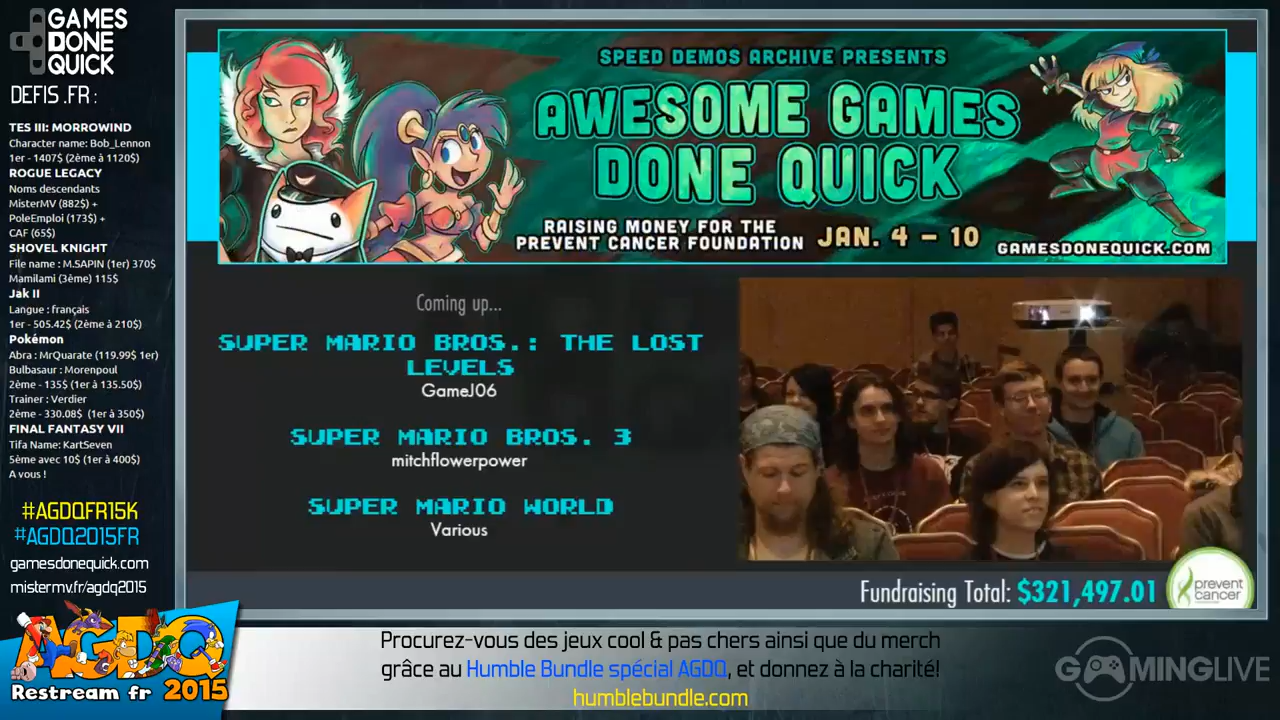 GAMES
DONE
QUICK
DEFIS .FR :
TES III: MORROWIND
Character name: Bob_Lennon
1er - 1407$ (2ème à 1120$)
ROGUE LEGACY
Noms descendants
MisterMV (882$) +
PoleEmploi (173$) +
CAF (65$)
SHOVEL KNIGHT
File name : M.SAPIN (1er) 370$
Mamilami (3ème) 115$
Jak II
Langue : français
1er - 505.42$ (2ème à 210$)
Pokémon
Abra : MrQuarate (119.99$ 1er)
Bulbasaur : Morenpoul
2ème - 135$ (1er à 135.50$)
Trainer : Verdier
2ème - 330.08$ (1er à 350$)
FINAL FANTASY VII
Tifa Name: KartSeven
5ème avec 10$ (1er à 400$)
A vous !
#AGDQFR15K
#AGDQ2015FR
gamesdonequick.com
mistermv.fr/agdq2015
AGDQ
Restream fr 2015
SPEED DEMOS ARCHIVE PRESENTS
AWESOME GAMES
DONE QUICK
RAISING MONEY FOR THE
PREVENT CANCER FOUNDATION
JAN. 4 - 10
GAMESDONEQUICK.COM
Coming up...
SUPER MARIO BROS.: THE LOST
LEVELS
GameJ06
SUPER MARIO BROS. 3
mitchflowerpower
SUPER MARIO WORLD
Various
Fundraising Total: $321,497.01
prevent
cancer
Procurez-vous des jeux cool & pas chers ainsi que du merch
grâce au Humble Bundle spécial AGDQ, et donnez à la charité!
humblebundle.com
GAMINGLIVE